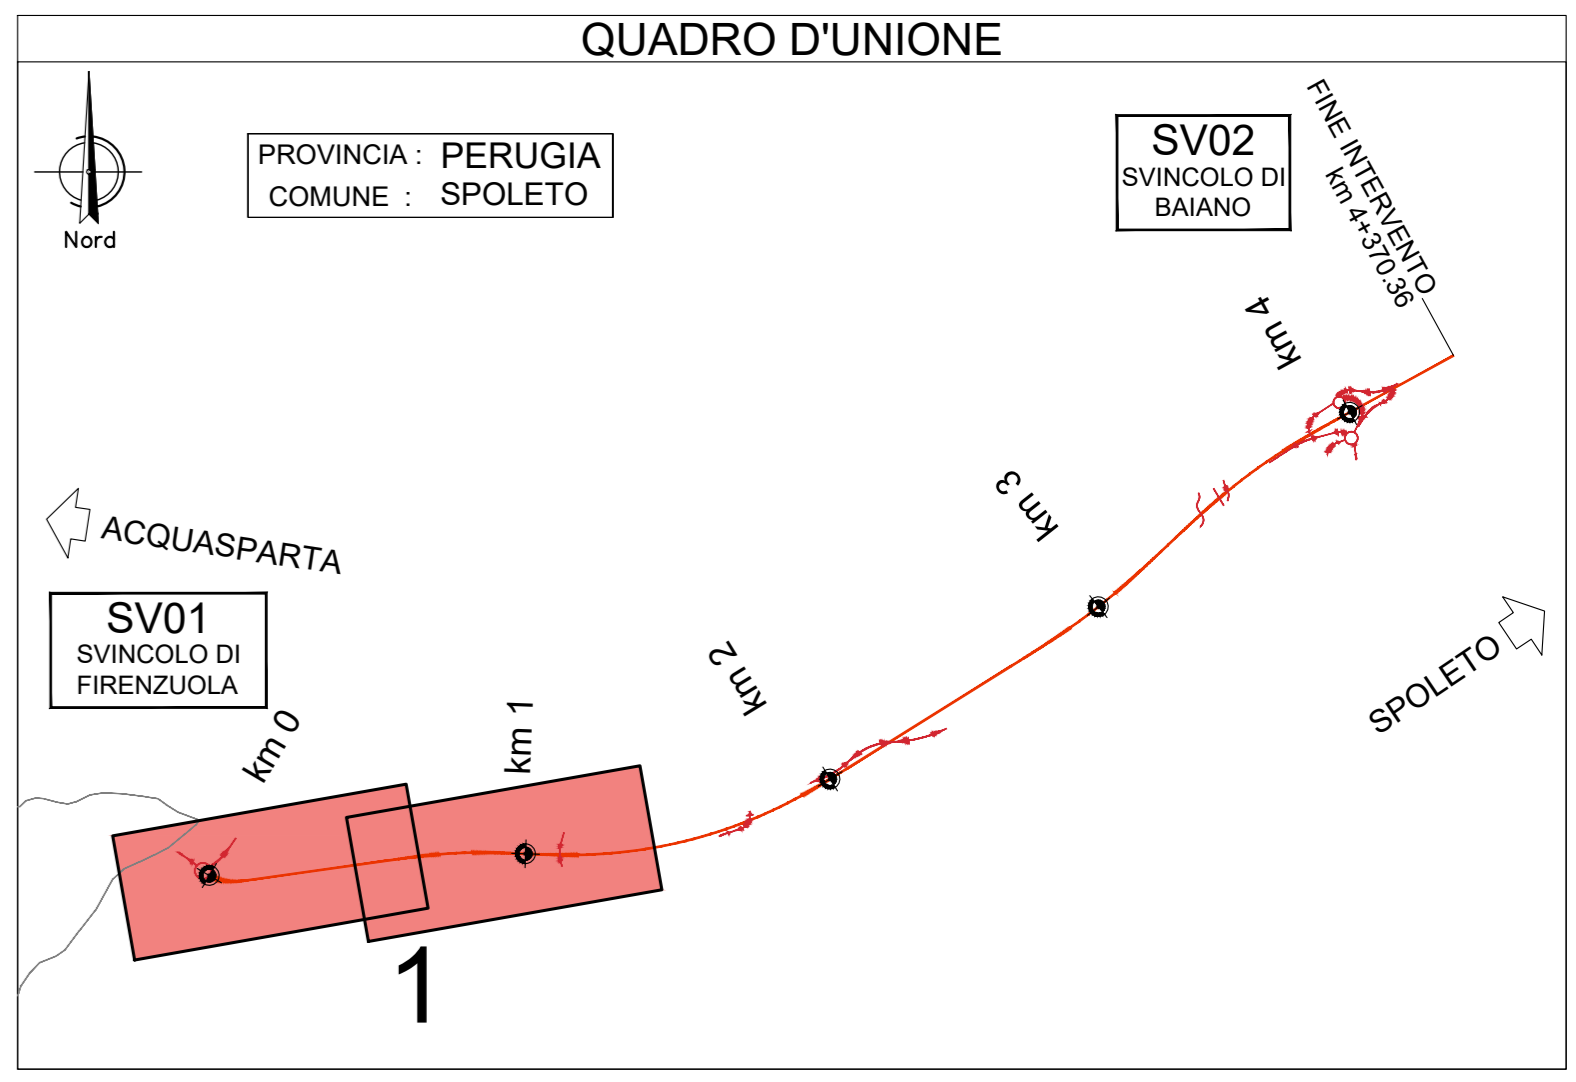 QUADRO D'UNIONE
Nord
PROVINCIA : PERUGIA
COMUNE : SPOLETO
SV02
SVINCOLO DI
BAIANO
FINE INTERVENTO
km 4+370.36
km 4
km 3
ACQUASPARTA
SV01
SVINCOLO DI
FIRENZUOLA
SPOLETO
km 2
km 1
km 0
1